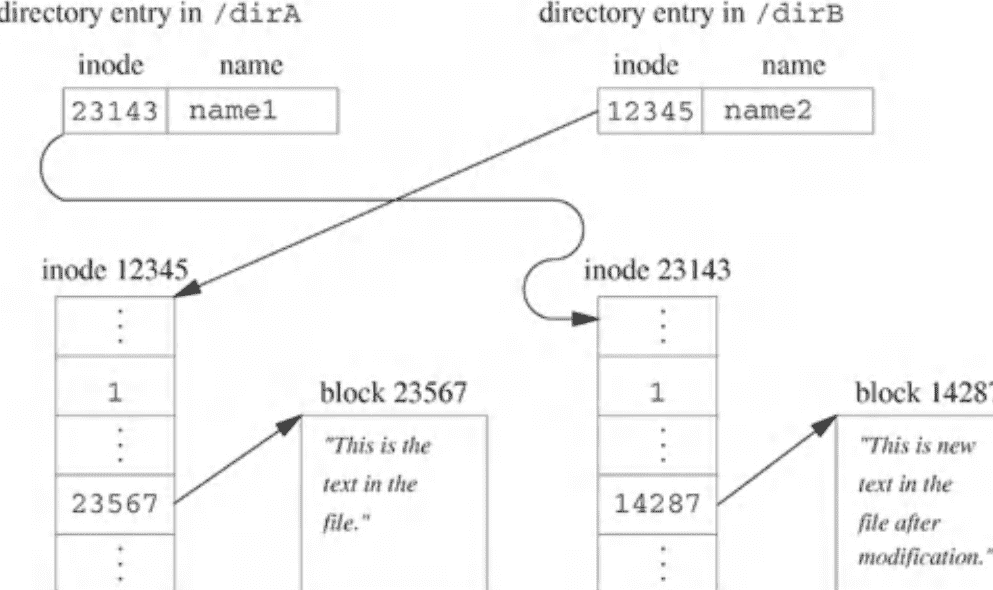 directory entry in /dirA
directory entry in /dirB
inode name
inode name
23143 name1
12345 name2
inode 12345
inode 23143
1
1
block 23567
block 14287
"This is the
text in the
file."
"This is new
text in the
file after
modification."
23567
14287